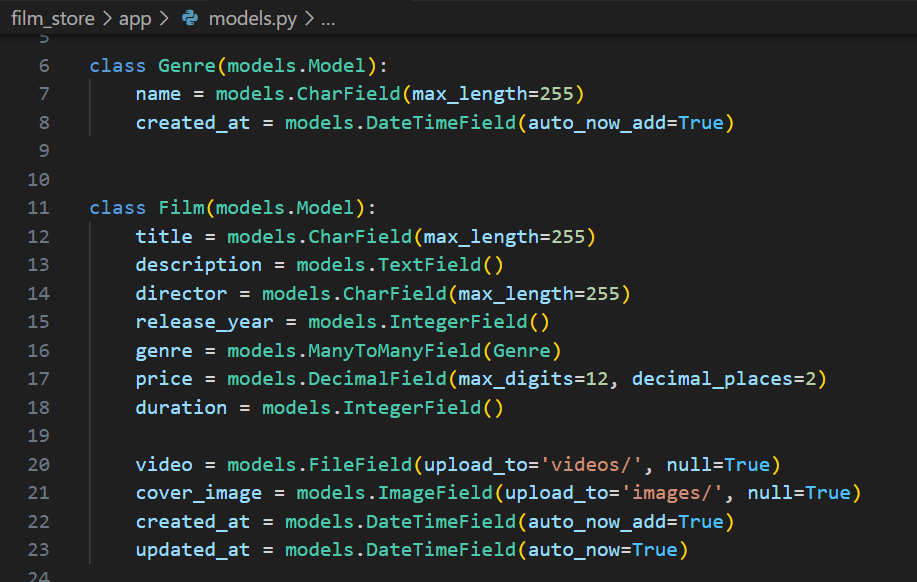 film_store > app > models.py > ...
5
6 class Genre(models.Model):
7     name = models.CharField(max_length=255)
8     created_at = models.DateTimeField(auto_now_add=True)
9
10
11 class Film(models.Model):
12     title = models.CharField(max_length=255)
13     description = models.TextField()
14     director = models.CharField(max_length=255)
15     release_year = models.IntegerField()
16     genre = models.ManyToManyField(Genre)
17     price = models.DecimalField(max_digits=12, decimal_places=2)
18     duration = models.IntegerField()
19
20     video = models.FileField(upload_to='videos/', null=True)
21     cover_image = models.ImageField(upload_to='images/', null=True)
22     created_at = models.DateTimeField(auto_now_add=True)
23     updated_at = models.DateTimeField(auto_now=True)
24